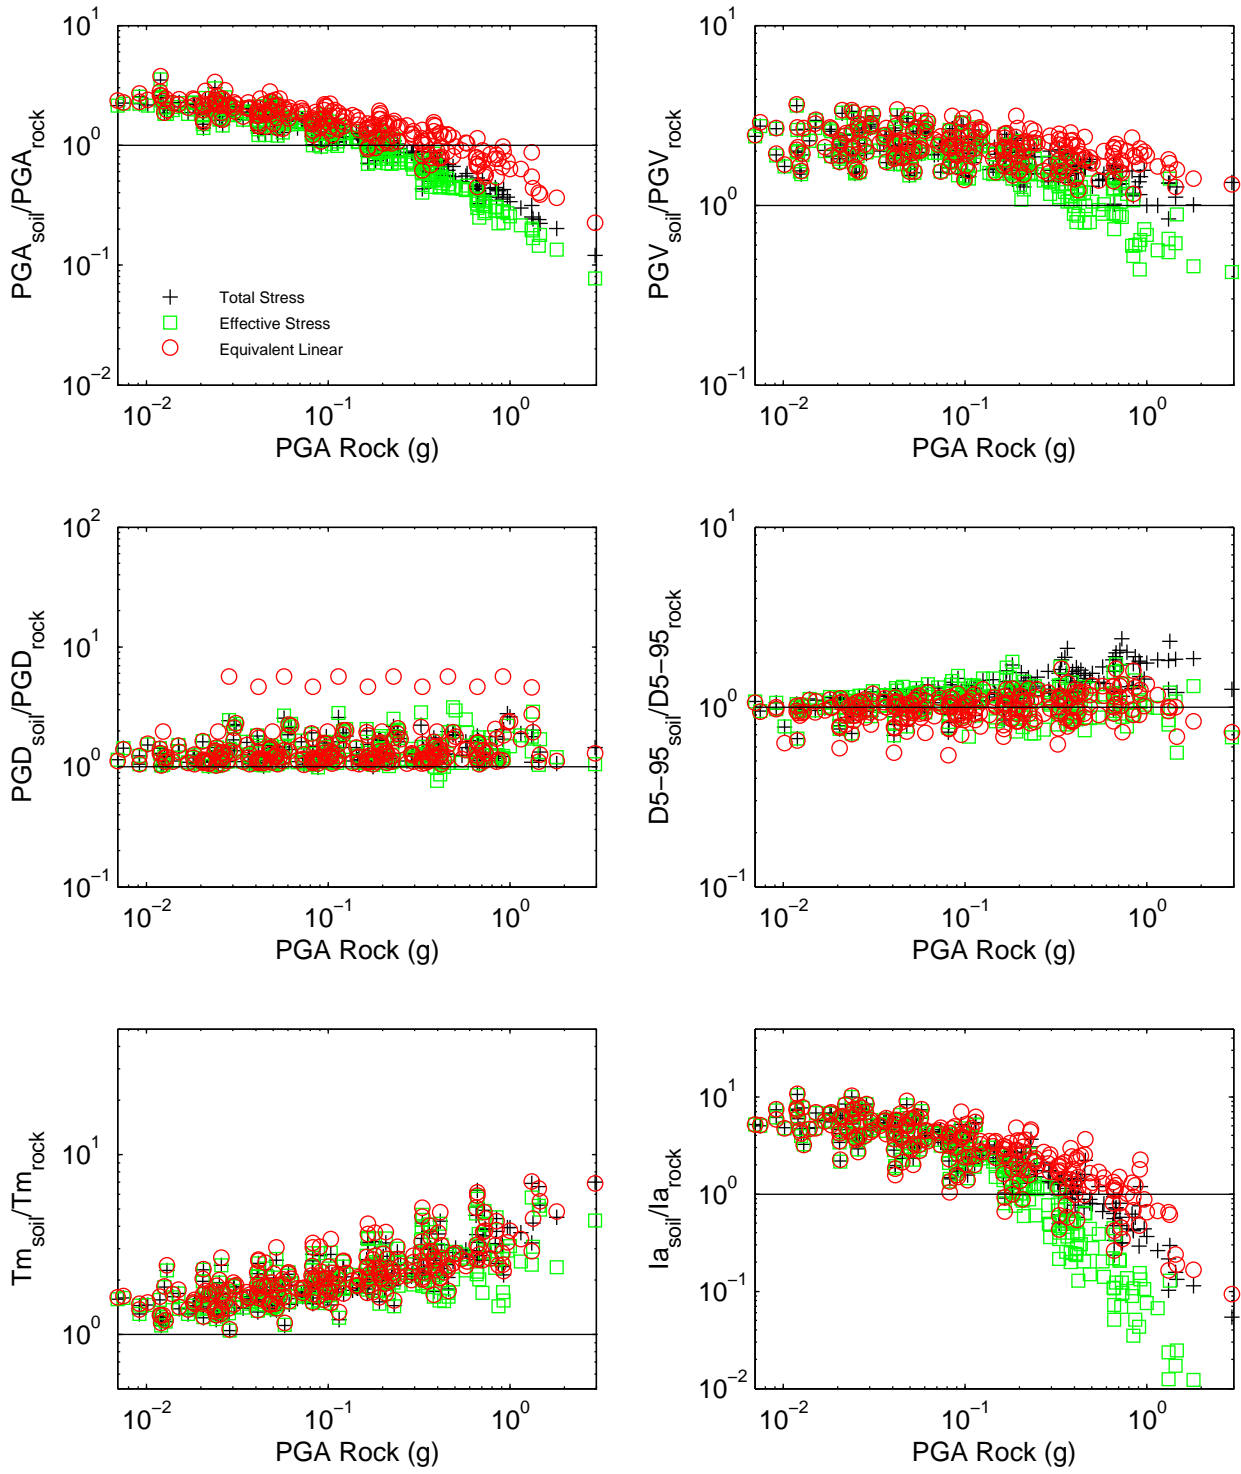 10^1
10^0
10^−1
10^−2
PGA_soil/PGA_rock
Total Stress
Effective Stress
Equivalent Linear
10^−2 10^−1 10^0
PGA Rock (g)
10^1
10^0
10^−1
PGV_soil/PGV_rock
10^−2 10^−1 10^0
PGA Rock (g)
10^2
10^1
10^0
10^−1
PGD_soil/PGD_rock
10^−2 10^−1 10^0
PGA Rock (g)
10^1
10^0
10^−1
D5−95_soil/D5−95_rock
10^−2 10^−1 10^0
PGA Rock (g)
10^1
10^0
Tm_soil/Tm_rock
10^−2 10^−1 10^0
PGA Rock (g)
10^1
10^0
10^−1
10^−2
Ia_soil/Ia_rock
10^−2 10^−1 10^0
PGA Rock (g)